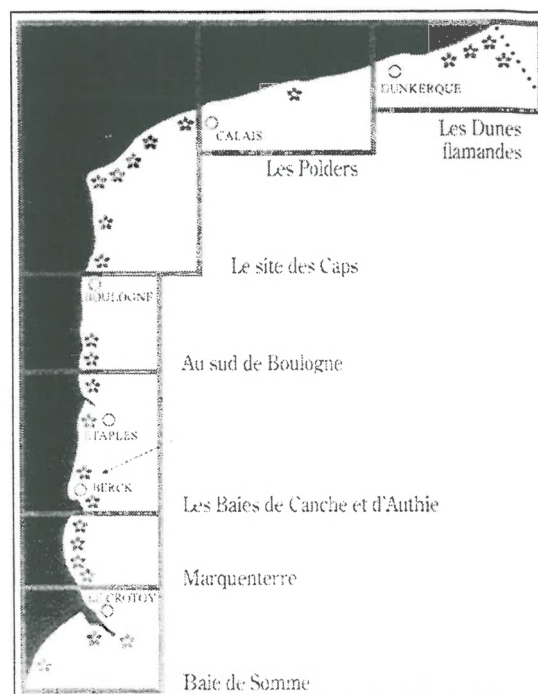 DUNKERQUE
Les Dunes
flamandes
CALAIS
Les Polders
Le site des Caps
BOULOGNE
Au sud de Boulogne
ETAPLES
BERCK
Les Baies de Canche et d'Authie
Marquenterre
LE CROTOY
Baie de Somme